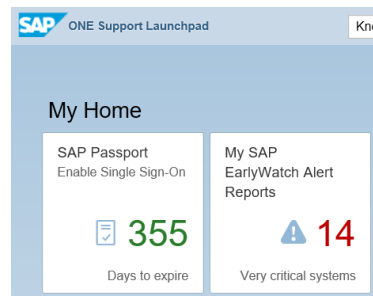 SAP ONE Support Launchpad
My Home
SAP Passport
Enable Single Sign-On
355
Days to expire
My SAP
EarlyWatch Alert
Reports
14
Very critical systems